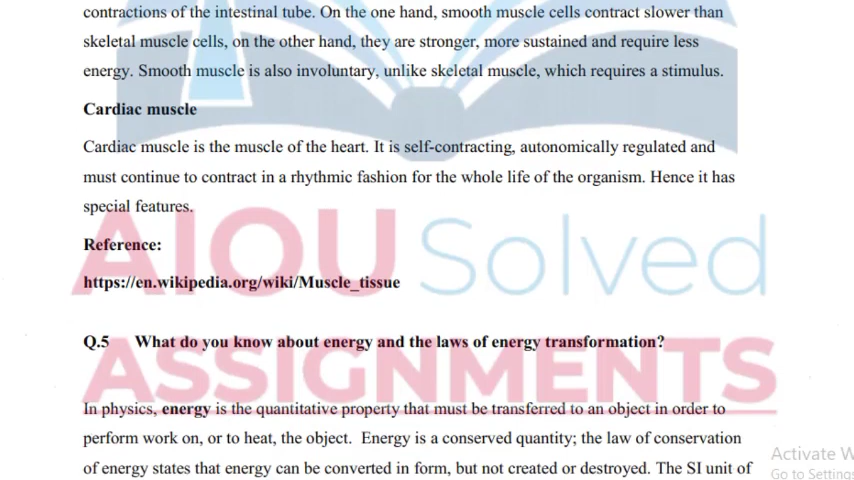 contractions of the intestinal tube. On the one hand, smooth muscle cells contract slower than
skeletal muscle cells, on the other hand, they are stronger, more sustained and require less
energy. Smooth muscle is also involuntary, unlike skeletal muscle, which requires a stimulus.
Cardiac muscle
Cardiac muscle is the muscle of the heart. It is self-contracting, autonomically regulated and
must continue to contract in a rhythmic fashion for the whole life of the organism. Hence it has
special features.
AIOU Solved
Reference:
https://en.wikipedia.org/wiki/Muscle_tissue
Q.5 What do you know about energy and the laws of energy transformation?
ASSIGNMENTS
In physics, energy is the quantitative property that must be transferred to an object in order to
perform work on, or to heat, the object. Energy is a conserved quantity; the law of conservation
of energy states that energy can be converted in form, but not created or destroyed. The SI unit of
Activate W
Go to Settings